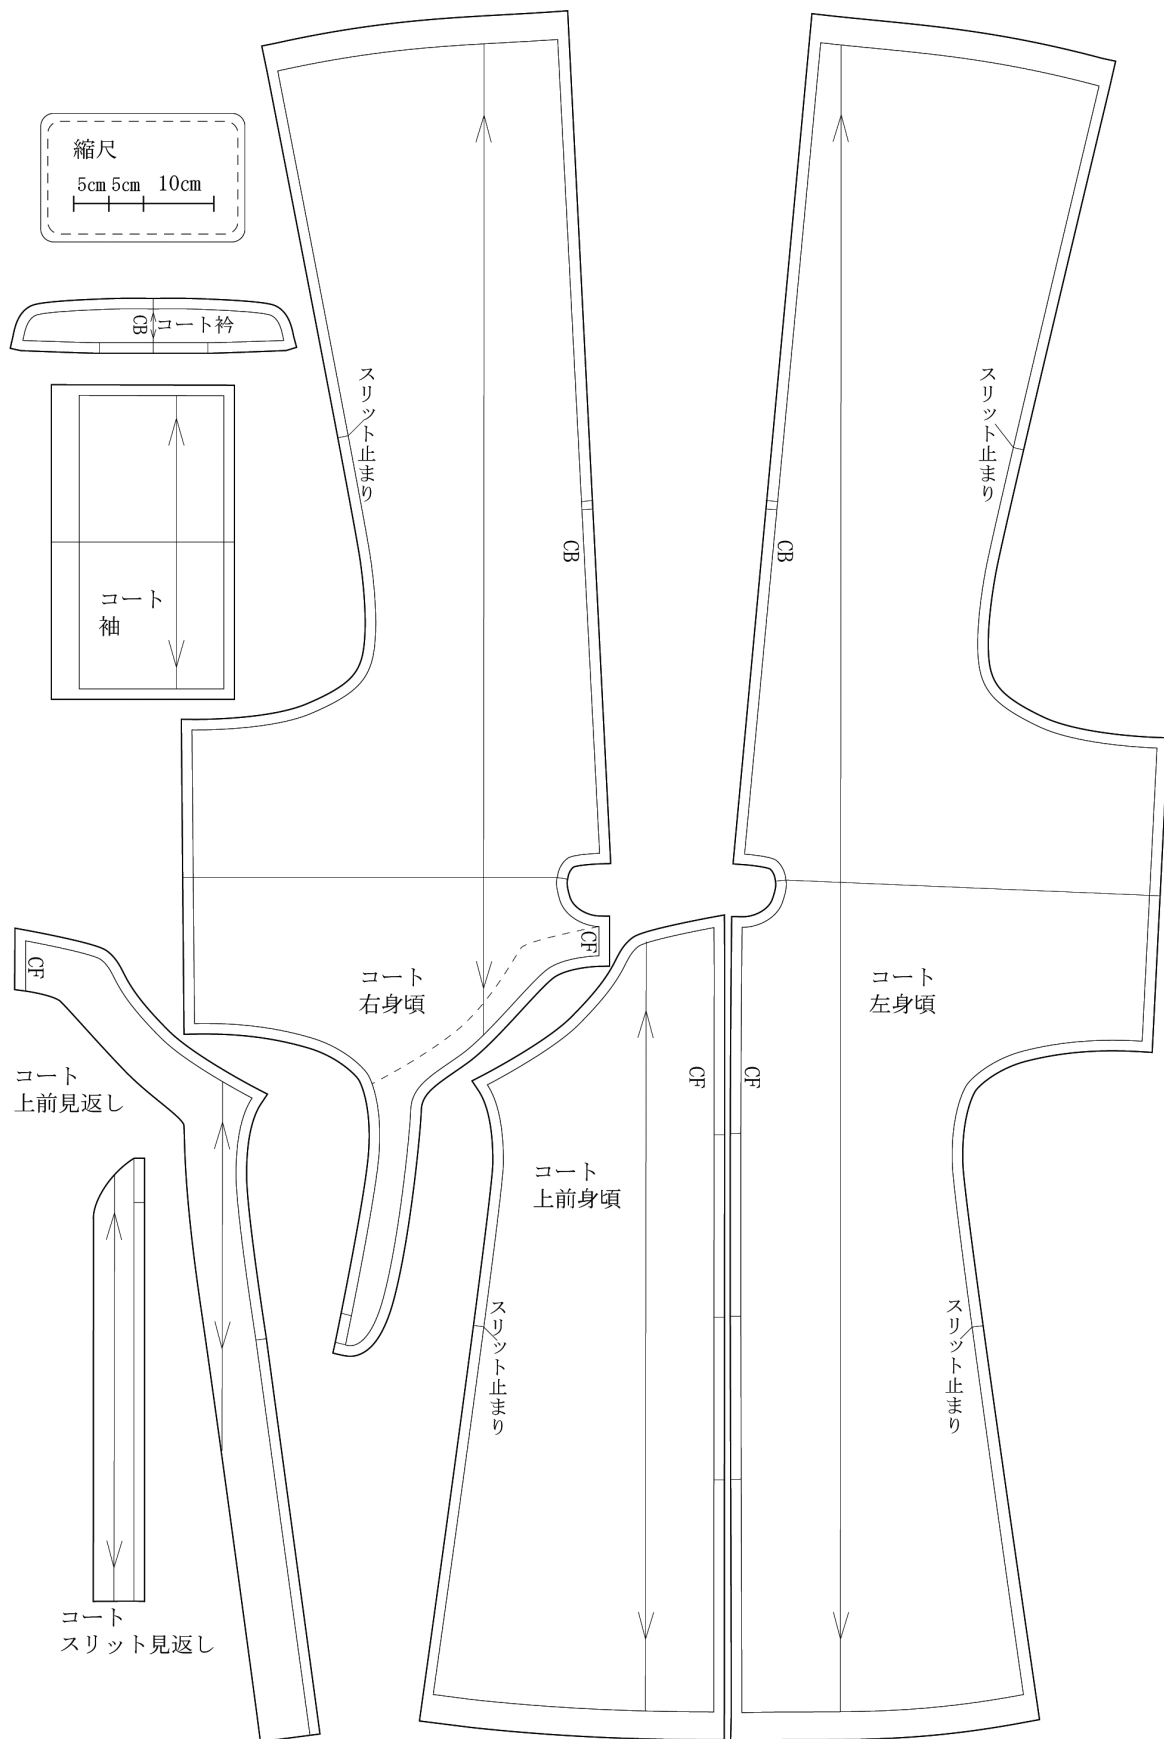 縮尺
5cm 5cm 10cm
CB
コート衿
コート
袖
スリット止まり
CB
スリット止まり
CB
CF
コート
右身頃
コート
左身頃
CF
コート
上前見返し
CF
CF
コート
上前身頃
スリット止まり
スリット止まり
コート
スリット見返し